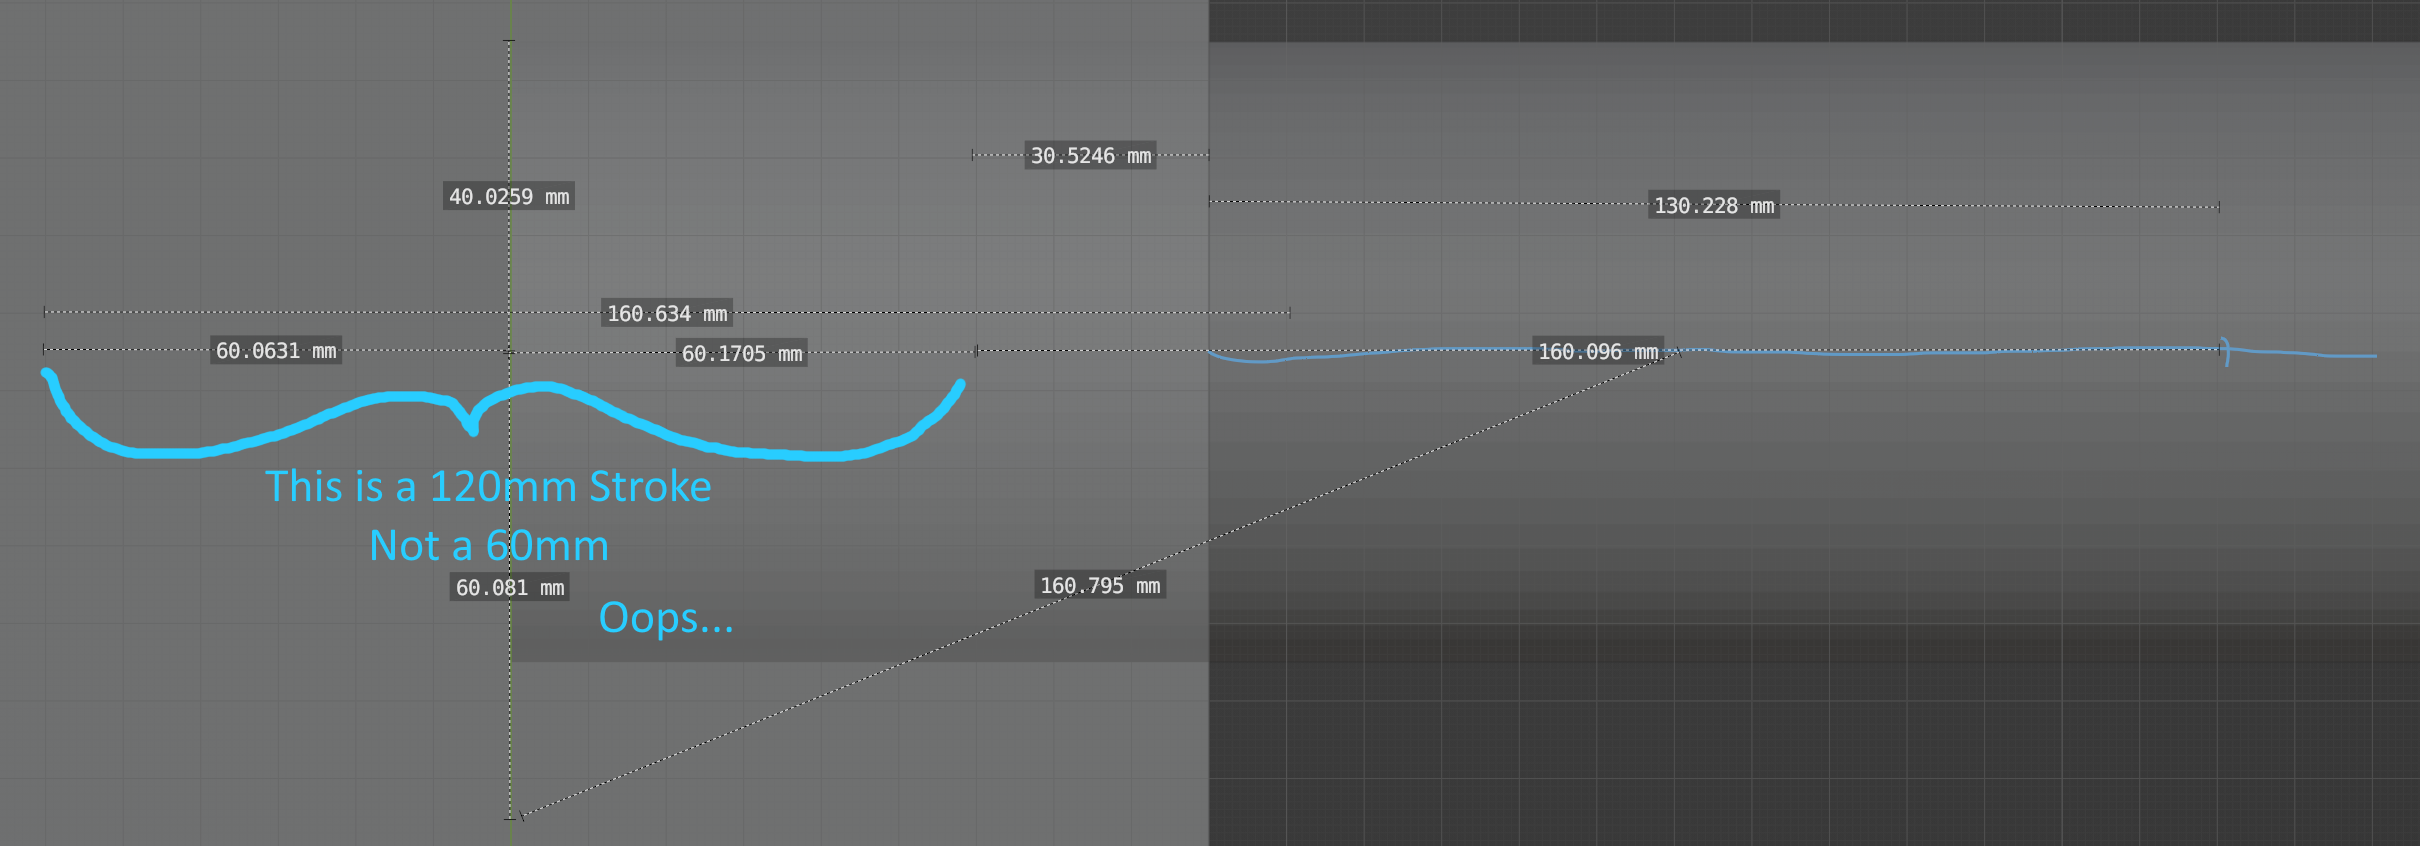 30.5246 mm
40.0259 mm
130.228 mm
160.634 mm
60.0631 mm
60.1705 mm
160.096 mm
This is a 120mm Stroke
Not a 60mm
60.081 mm
160.795 mm
Oops...